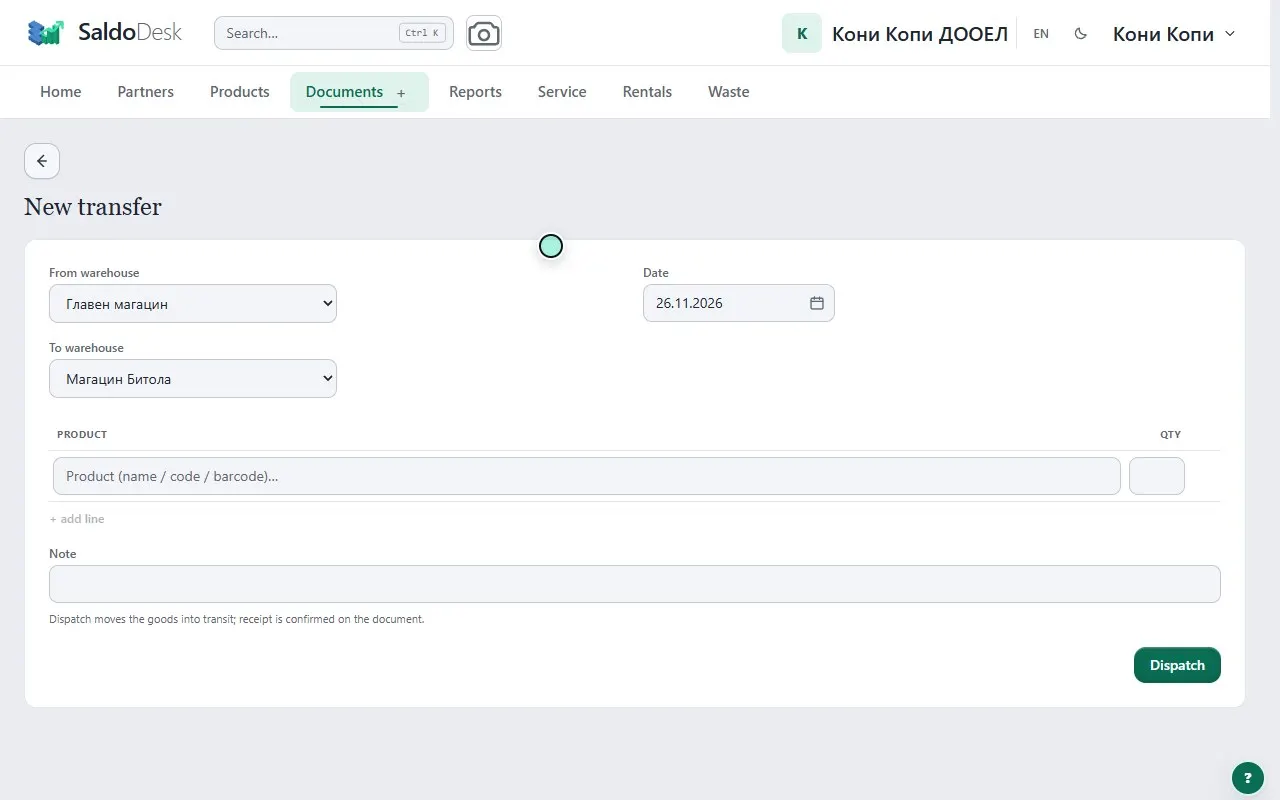 SaldoDesk
Search...
Ctrl K
К
Кони Копи ДООЕЛ
EN
Кони Копи
Home
Partners
Products
Documents +
Reports
Service
Rentals
Waste
New transfer
From warehouse
Главен магацин
Date
26.11.2026
To warehouse
Магацин Битола
PRODUCT
QTY
Product (name / code / barcode)...
+ add line
Note
Dispatch moves the goods into transit; receipt is confirmed on the document.
Dispatch
?